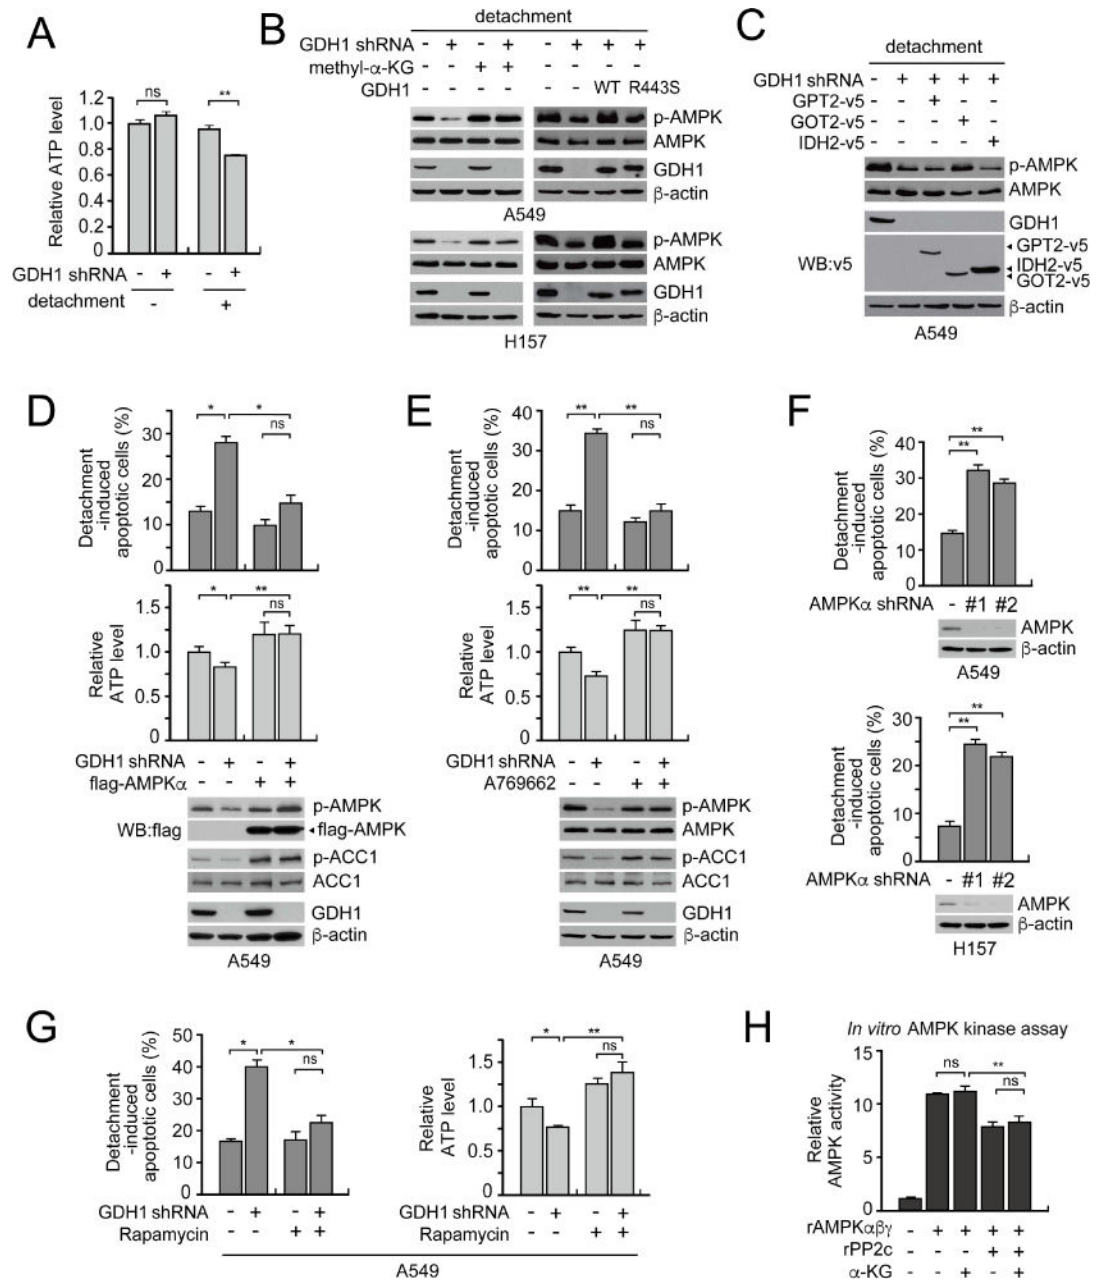 A
Relative ATP level
1.2
1.0
0.8
0.6
0.4
0.2
0
ns
**
GDH1 shRNA - + - +
detachment - +
B
detachment
GDH1 shRNA - + - + - + + +
methyl-α-KG - - + + - - - -
GDH1 - - - - - - WT R443S
p-AMPK
AMPK
GDH1
β-actin
A549
p-AMPK
AMPK
GDH1
β-actin
H157
C
detachment
GDH1 shRNA - + + + +
GPT2-v5 +
GOT2-v5 +
IDH2-v5 +
p-AMPK
AMPK
GDH1
WB:v5
GPT2-v5
IDH2-v5
GOT2-v5
β-actin
A549
D
Detachment
-induced
apoptotic cells (%)
30
20
10
0
* *
ns
Relative
ATP level
1.5
1.0
0.5
0
* **
ns
GDH1 shRNA - + - +
flag-AMPKα - - + +
p-AMPK
WB:flag flag-AMPK
p-ACC1
ACC1
GDH1
β-actin
A549
E
Detachment
-induced
apoptotic cells (%)
40
30
20
10
0
** **
ns
Relative
ATP level
1.5
1.0
0.5
0
** **
ns
GDH1 shRNA - + - +
A769662 - - + +
p-AMPK
AMPK
p-ACC1
ACC1
GDH1
β-actin
A549
F
Detachment
-induced
apoptotic cells (%)
40
30
20
10
0
**
**
AMPKα shRNA - #1 #2
AMPK
β-actin
A549
Detachment
-induced
apoptotic cells (%)
30
20
10
0
**
**
AMPKα shRNA - #1 #2
AMPK
β-actin
H157
G
Detachment
-induced
apoptotic cells (%)
50
40
30
20
10
0
* *
ns
GDH1 shRNA - + - +
Rapamycin - - + +
Relative
ATP level
1.5
1.0
0.5
0
* **
ns
GDH1 shRNA - + - +
Rapamycin - - + +
A549
H
In vitro AMPK kinase assay
Relative
AMPK activity
15
10
5
0
ns **
ns
rAMPKαβγ - + + + +
rPP2c - - - + +
α-KG - - + - +